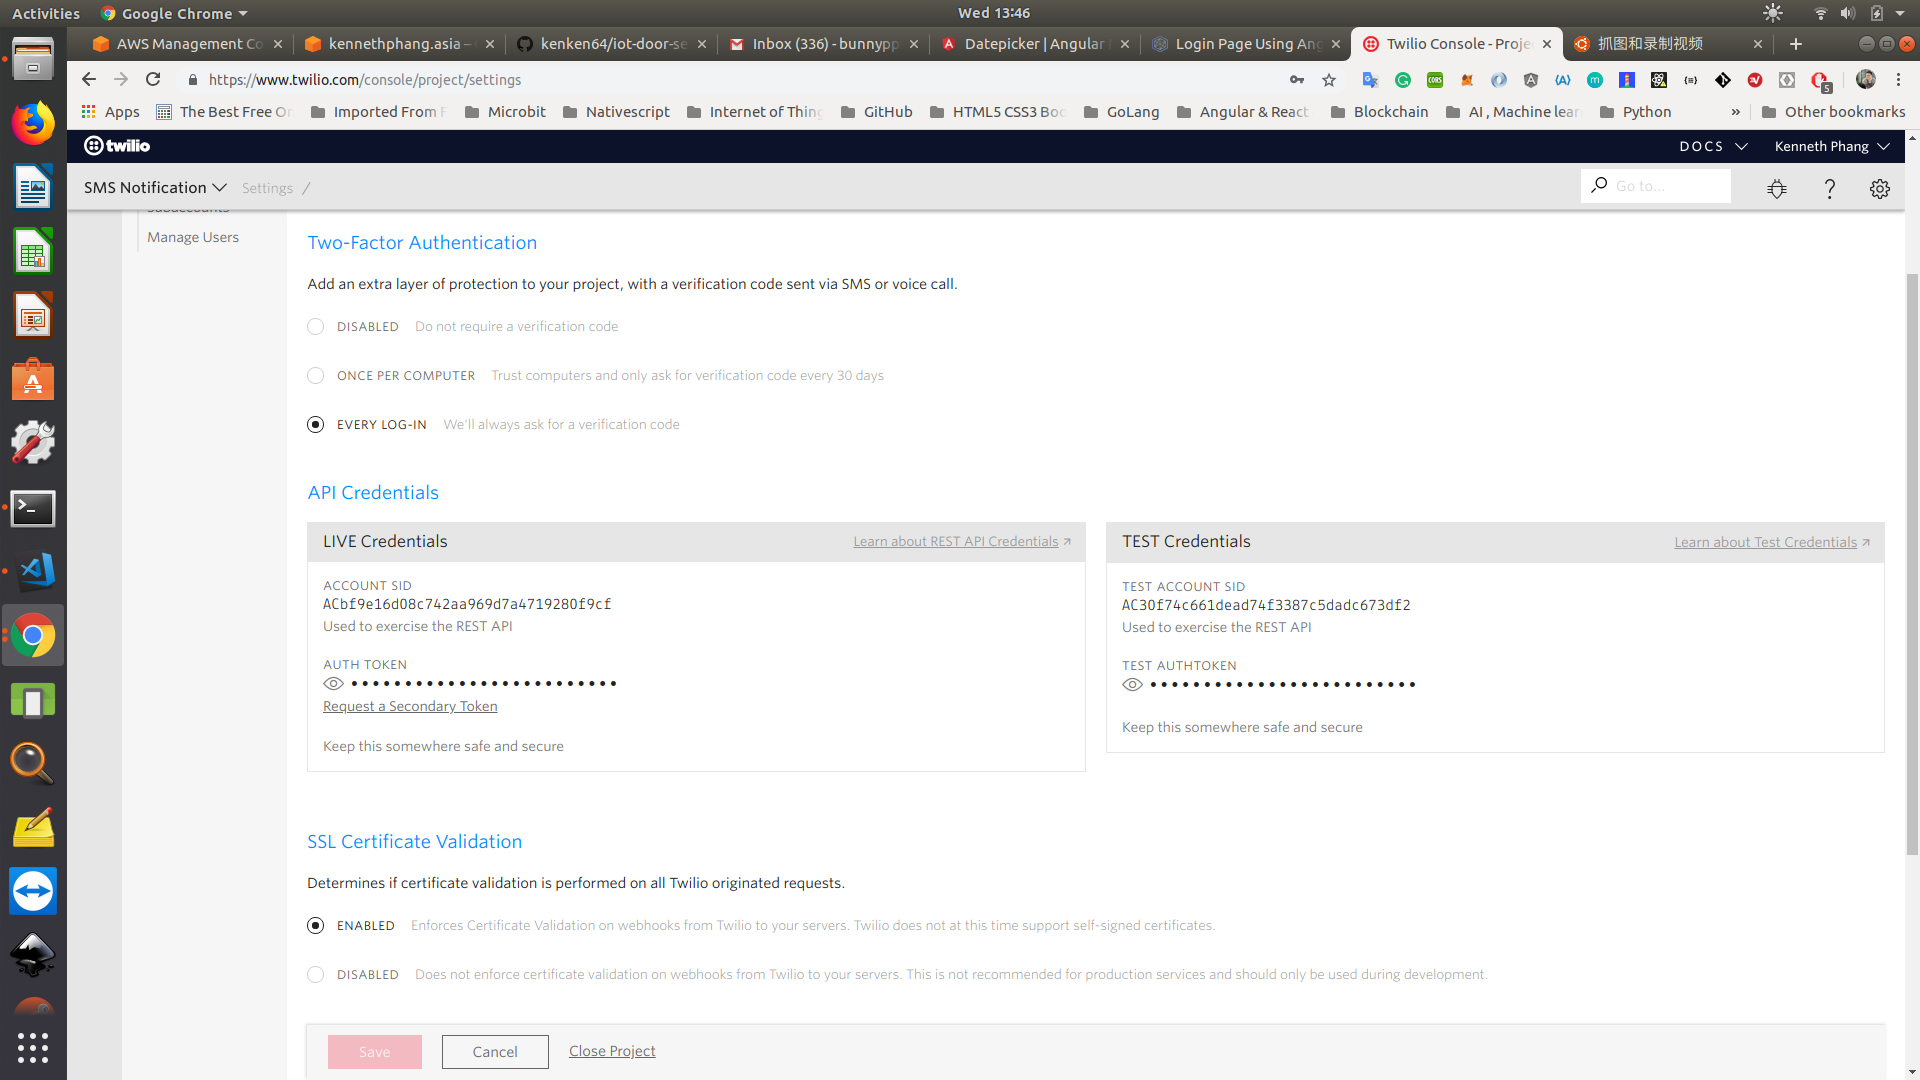 Activities
Google Chrome
Wed 13:46
AWS Management Co
kennethphang.asia –
kenken64/iot-door-se
Inbox (336) - bunnypp
Datepicker | Angular
Login Page Using Ang
Twilio Console - Proje
抓图和录制视频
https://www.twilio.com/console/project/settings
5
Apps
The Best Free On
Imported From F
Microbit
Nativescript
Internet of Thing
GitHub
HTML5 CSS3 Boo
GoLang
Angular & React
Blockchain
AI , Machine lear
Python
»
Other bookmarks
twilio
DOCS
Kenneth Phang
SMS Notification
Settings /
Go to...
Subaccounts
Manage Users
Two-Factor Authentication
Add an extra layer of protection to your project, with a verification code sent via SMS or voice call.
DISABLED Do not require a verification code
ONCE PER COMPUTER Trust computers and only ask for verification code every 30 days
EVERY LOG-IN We'll always ask for a verification code
API Credentials
LIVE Credentials
Learn about REST API Credentials
ACCOUNT SID
ACbf9e16d08c742aa969d7a4719280f9cf
Used to exercise the REST API
AUTH TOKEN
•••••••••••••••••••••••••
Request a Secondary Token
Keep this somewhere safe and secure
TEST Credentials
Learn about Test Credentials
TEST ACCOUNT SID
AC30f74c661dead74f3387c5dadc673df2
Used to exercise the REST API
TEST AUTHTOKEN
•••••••••••••••••••••••••
Keep this somewhere safe and secure
SSL Certificate Validation
Determines if certificate validation is performed on all Twilio originated requests.
ENABLED Enforces Certificate Validation on webhooks from Twilio to your servers. Twilio does not at this time support self-signed certificates.
DISABLED Does not enforce certificate validation on webhooks from Twilio to your servers. This is not recommended for production services and should only be used during development.
Save
Cancel
Close Project